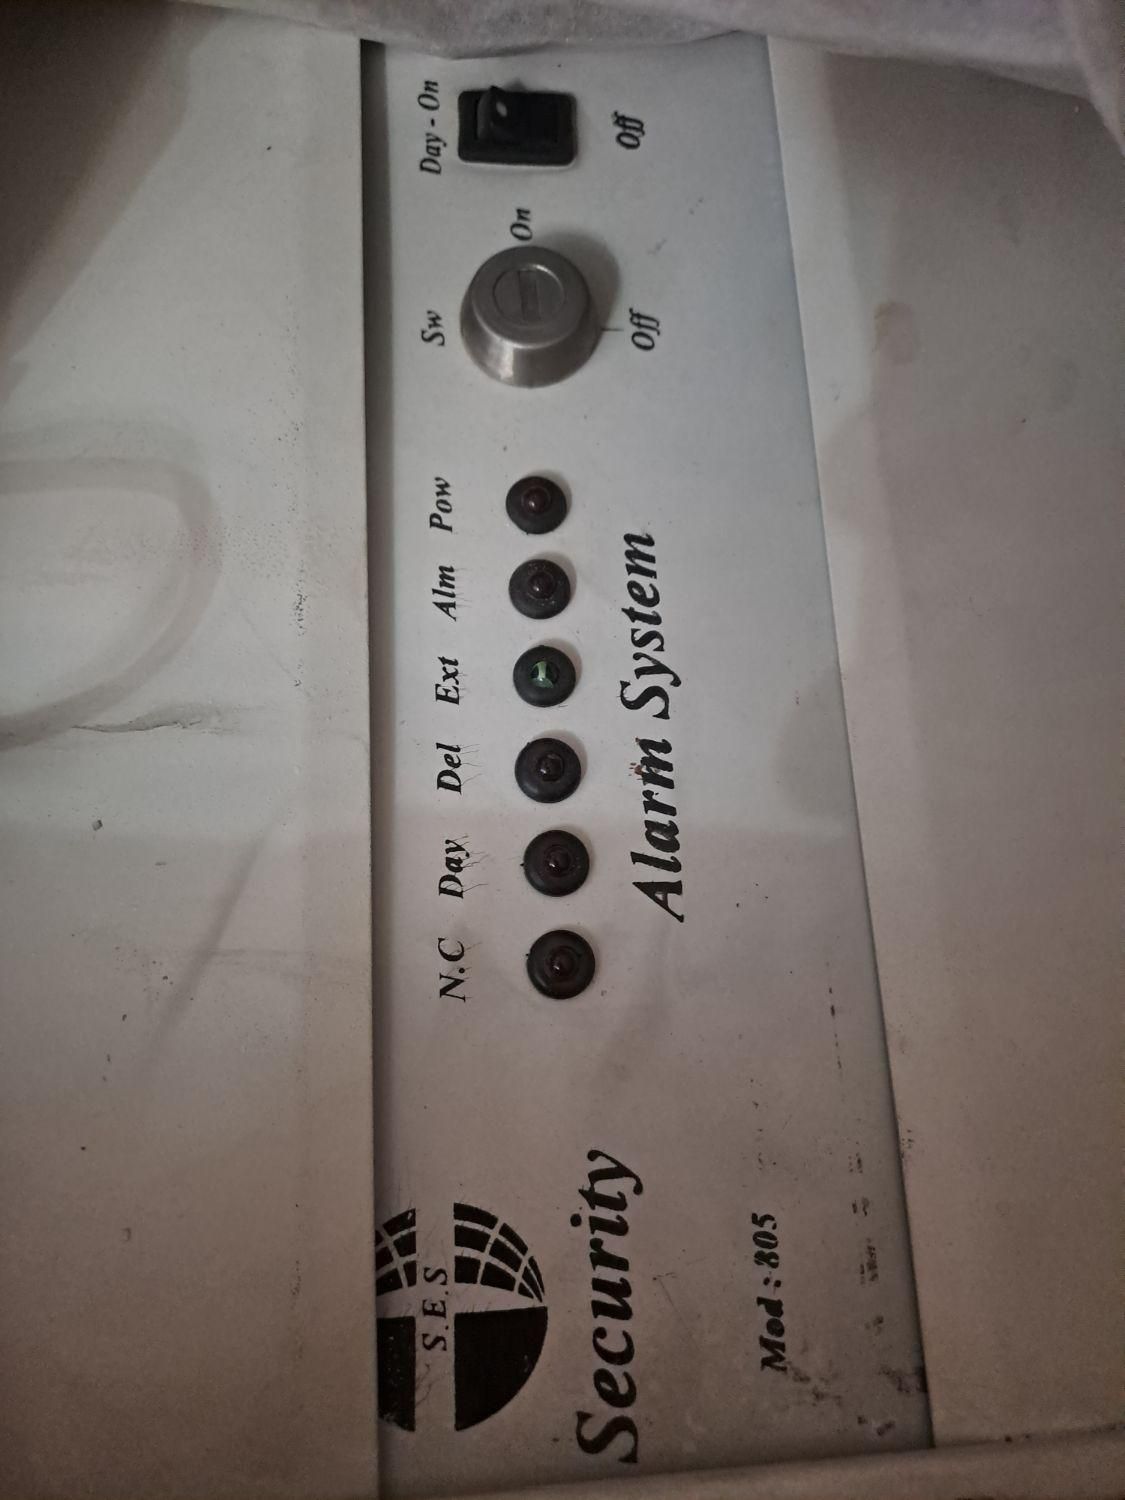 S.E.S
Security
Mod : 805
N.C Day Del Ext Alm Pow
Alarm System
Sw
On
Off
Day - On
Off